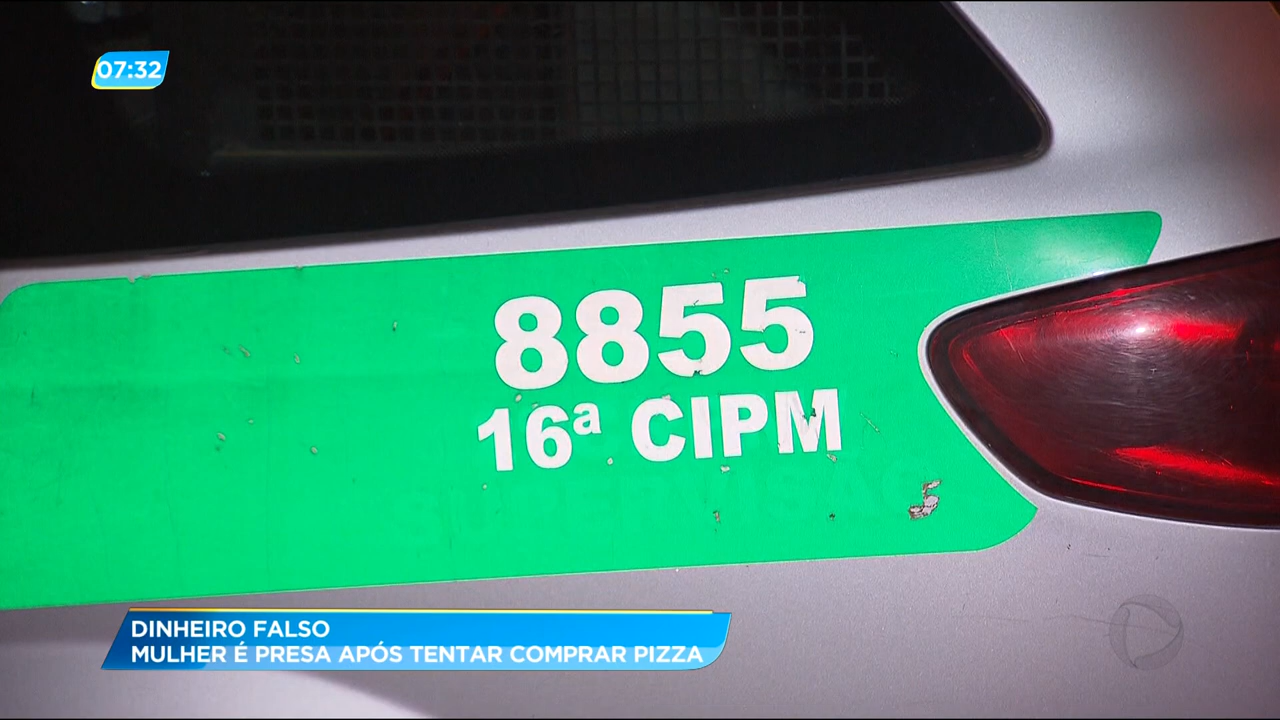 07:32
8855
16ª CIPM
DINHEIRO FALSO
MULHER É PRESA APÓS TENTAR COMPRAR PIZZA